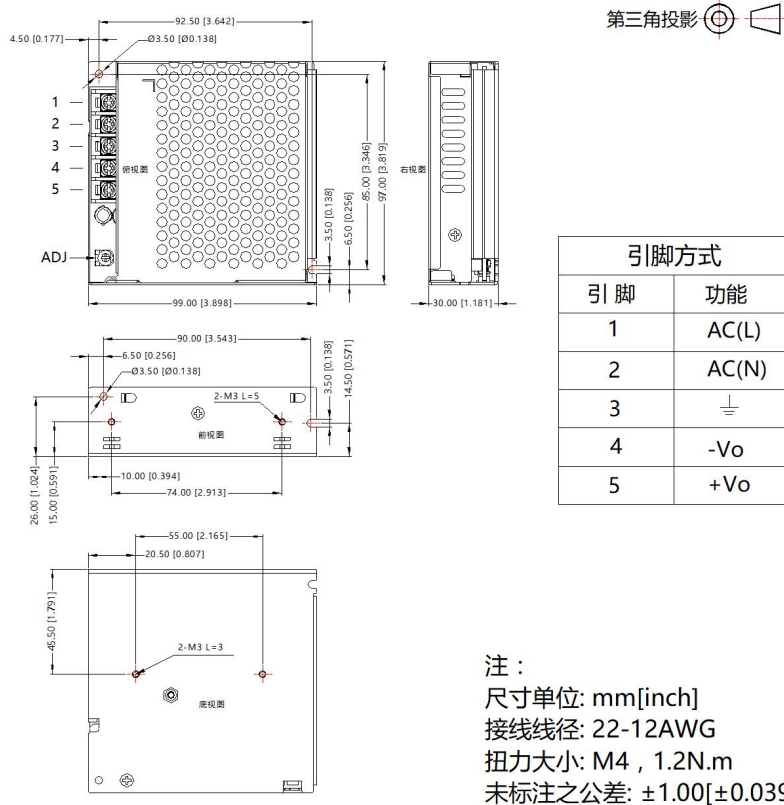 第三角投影
92.50 [3.642]
4.50 [0.177]
Ø3.50 [Ø0.138]
1
2
3
4
5
ADJ
俯视图
85.00 [3.346]
97.00 [3.819]
3.50 [0.138]
6.50 [0.256]
99.00 [3.898]
右视图
30.00 [1.181]
引脚方式
引 脚 功能
1 AC(L)
2 AC(N)
3
4 -Vo
5 +Vo
90.00 [3.543]
6.50 [0.256]
Ø3.50 [Ø0.138]
2-M3 L=5
前视图
3.50 [0.138]
14.50 [0.571]
26.00 [1.024]
15.00 [0.591]
10.00 [0.394]
74.00 [2.913]
55.00 [2.165]
20.50 [0.807]
45.50 [1.791]
2-M3 L=3
底视图
注：
尺寸单位: mm[inch]
接线线径: 22-12AWG
扭力大小: M4 , 1.2N.m
未标注之公差: ±1.00[±0.039